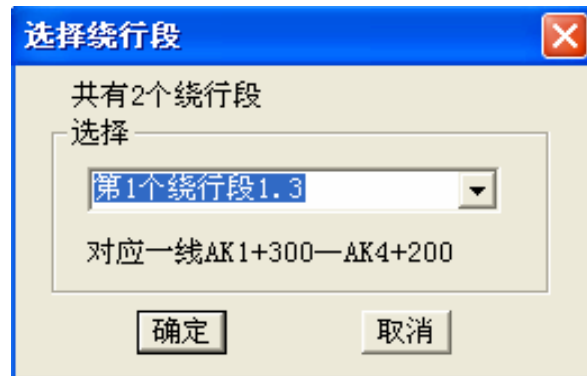 选择绕行段
共有2个绕行段
选择
第1个绕行段1.3
对应一线AK1+300—AK4+200
确定 取消